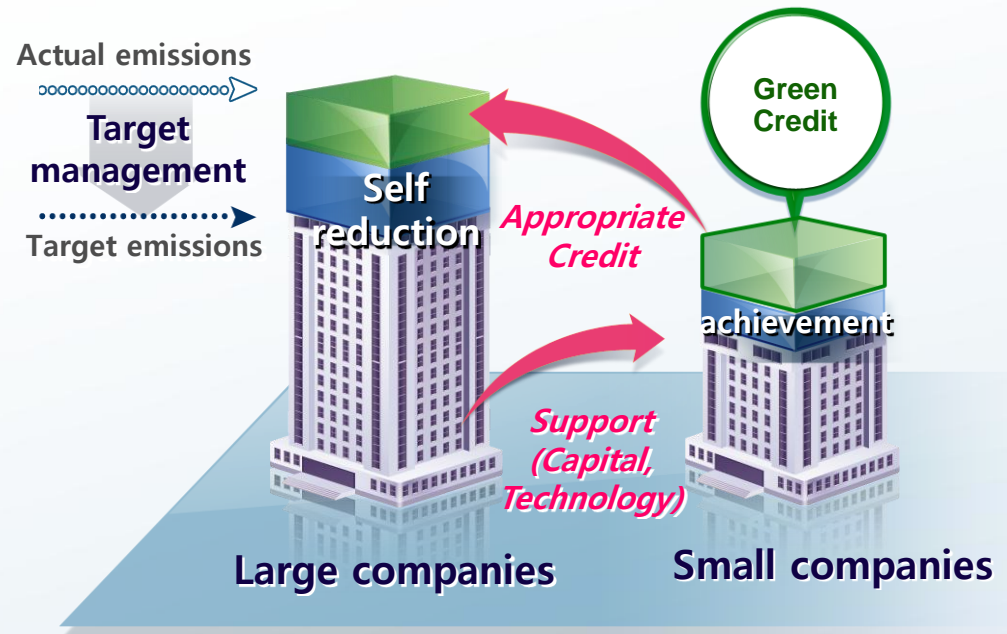 Actual emissions
Target
management
Target emissions
Self
reduction
Appropriate
Credit
Green
Credit
achievement
Support
(Capital,
Technology)
Large companies
Small companies